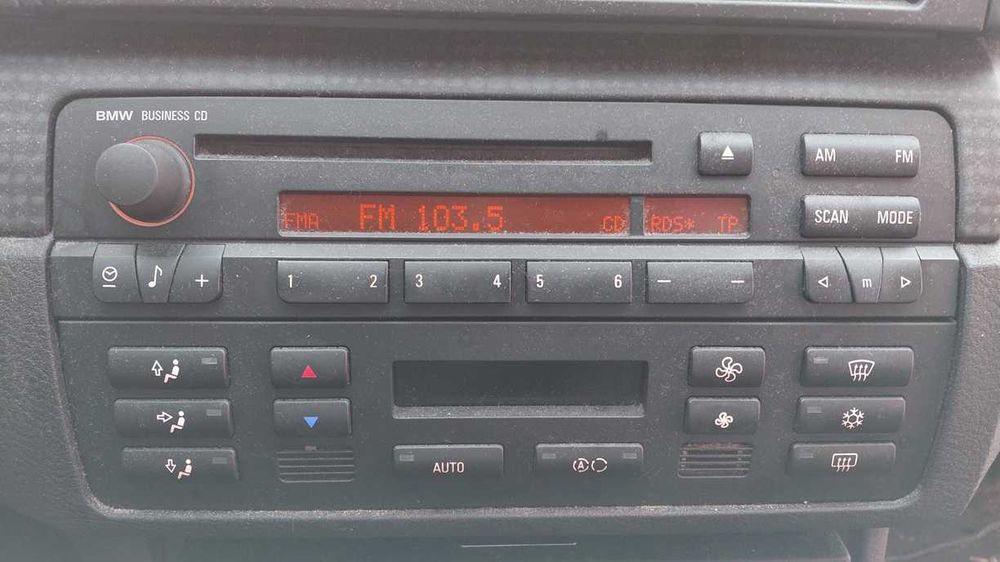 BMW BUSINESS CD
AM FM
FMA FM 103.5 CD RDS* TP
SCAN MODE
1 2 3 4 5 6 m
AUTO
A